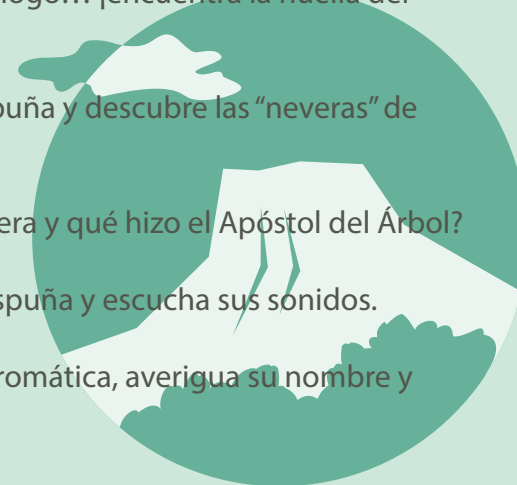 ¡encuentra la huella del
puña y descubre las “neveras” de
era y qué hizo el Apóstol del Árbol?
spuña y escucha sus sonidos.
romática, averigua su nombre y